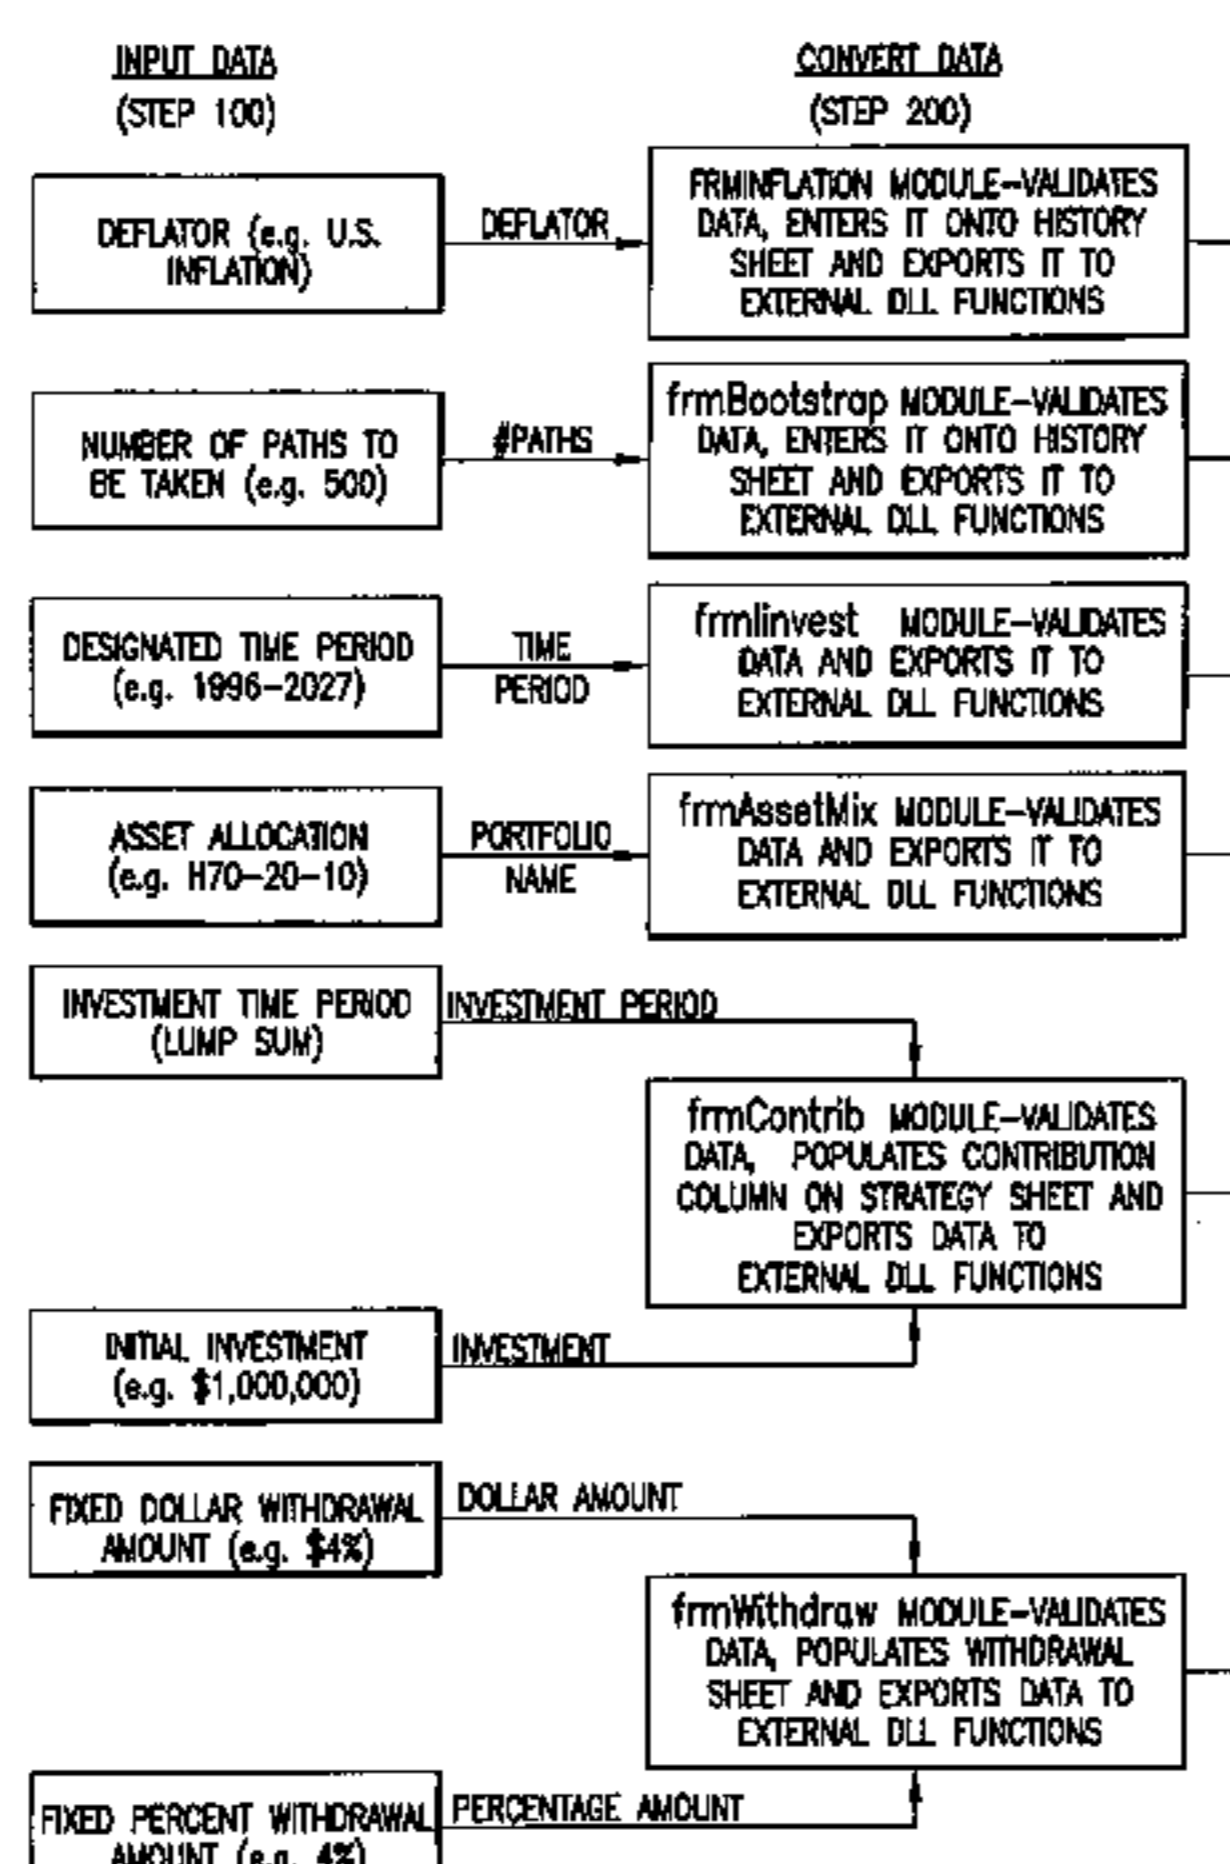 INPUT DATA
(STEP 100)
CONVERT DATA
(STEP 200)
DEFLATOR (e.g. U.S.
INFLATION)
DEFLATOR
FRMINFLATION MODULE-VALIDATES
DATA, ENTERS IT ONTO HISTORY
SHEET AND EXPORTS IT TO
EXTERNAL DLL FUNCTIONS
NUMBER OF PATHS TO
BE TAKEN (e.g. 500)
#PATHS
frmBootstrap MODULE-VALIDATES
DATA, ENTERS IT ONTO HISTORY
SHEET AND EXPORTS IT TO
EXTERNAL DLL FUNCTIONS
DESIGNATED TIME PERIOD
(e.g. 1996-2027)
TIME
PERIOD
frmIinvest MODULE-VALIDATES
DATA AND EXPORTS IT TO
EXTERNAL DLL FUNCTIONS
ASSET ALLOCATION
(e.g. H70-20-10)
PORTFOLIO
NAME
frmAssetMix MODULE-VALIDATES
DATA AND EXPORTS IT TO
EXTERNAL DLL FUNCTIONS
INVESTMENT TIME PERIOD
(LUMP SUM)
INVESTMENT PERIOD
frmContrib MODULE-VALIDATES
DATA, POPULATES CONTRIBUTION
COLUMN ON STRATEGY SHEET AND
EXPORTS DATA TO
EXTERNAL DLL FUNCTIONS
INITIAL INVESTMENT
(e.g. $1,000,000)
INVESTMENT
FIXED DOLLAR WITHDRAWAL
AMOUNT (e.g. $4%)
DOLLAR AMOUNT
frmWithdraw MODULE-VALIDATES
DATA, POPULATES WITHDRAWAL
SHEET AND EXPORTS DATA TO
EXTERNAL DLL FUNCTIONS
FIXED PERCENT WITHDRAWAL
AMOUNT (e.g. 4%)
PERCENTAGE AMOUNT